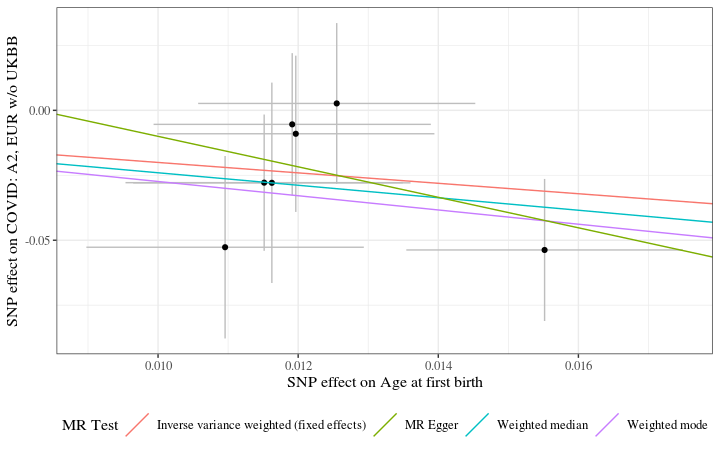 SNP effect on COVID: A2, EUR w/o UKBB
0.00
-0.05
0.010
0.012
0.014
0.016
SNP effect on Age at first birth
MR Test
Inverse variance weighted (fixed effects)
MR Egger
Weighted median
Weighted mode